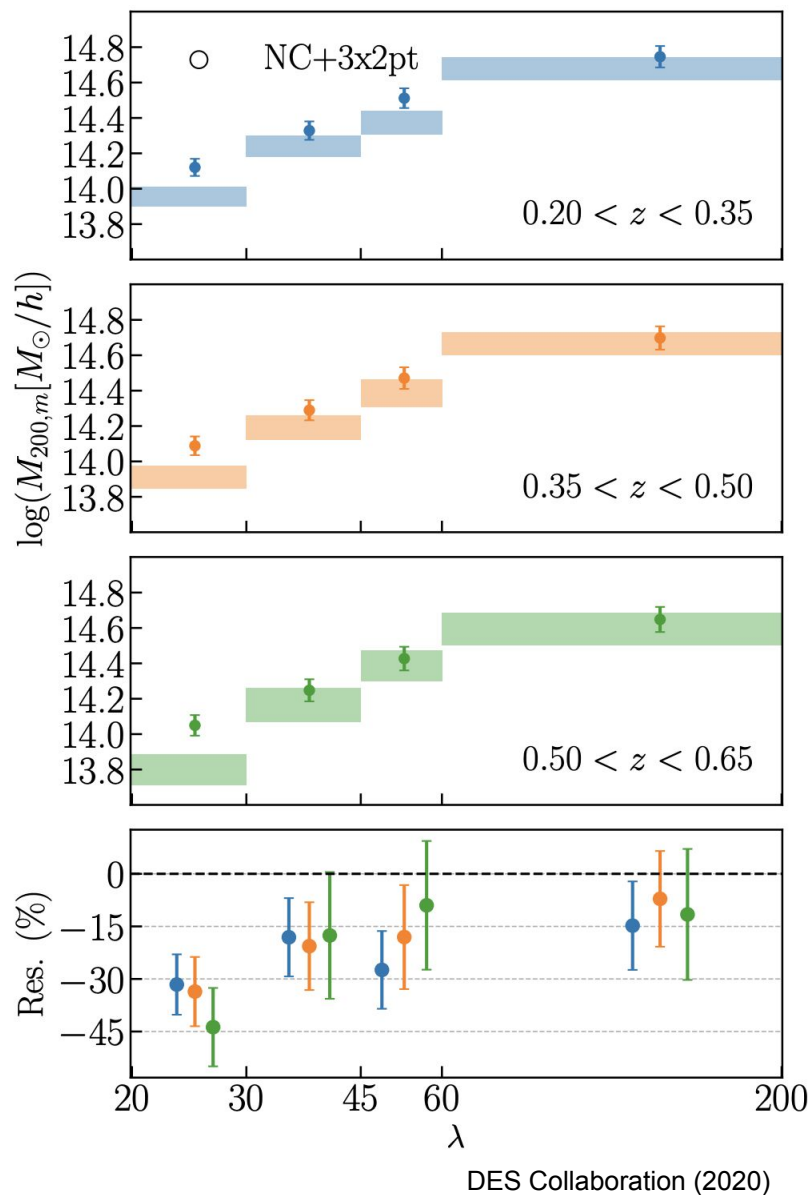 14.8
14.6
14.4
14.2
14.0
13.8
NC+3x2pt
0.20 < z < 0.35
log(M₂₀₀,ₘ[M⊙/h])
14.8
14.6
14.4
14.2
14.0
13.8
0.35 < z < 0.50
14.8
14.6
14.4
14.2
14.0
13.8
0.50 < z < 0.65
Res. (%)
0
−15
−30
−45
20 30 45 60 200
λ
DES Collaboration (2020)